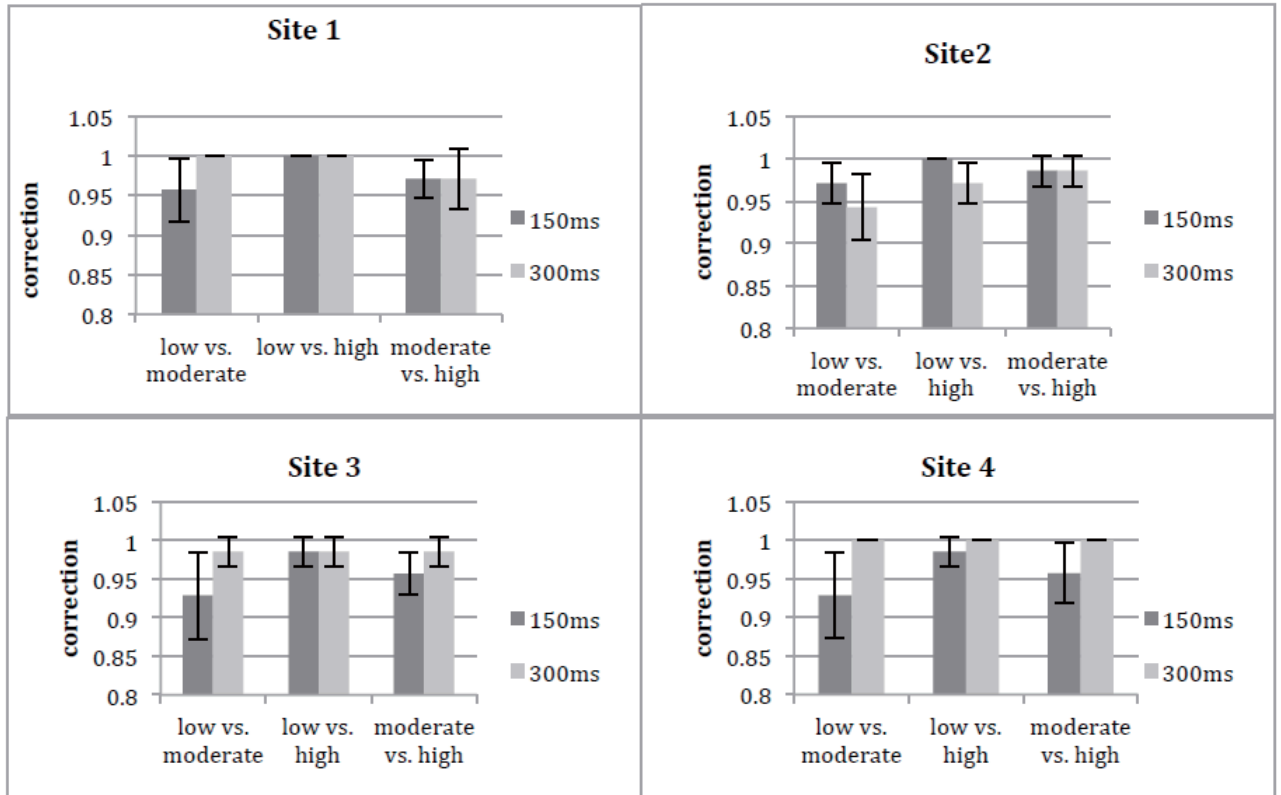 Site 1
1.05
1
0.95
0.9
0.85
0.8
correction
low vs.
moderate
low vs. high
moderate
vs. high
150ms
300ms
Site2
1.05
1
0.95
0.9
0.85
0.8
correction
low vs.
moderate
low vs.
high
moderate
vs. high
150ms
300ms
Site 3
1.05
1
0.95
0.9
0.85
0.8
correction
low vs.
moderate
low vs.
high
moderate
vs. high
150ms
300ms
Site 4
1.05
1
0.95
0.9
0.85
0.8
correction
low vs.
moderate
low vs.
high
moderate
vs. high
150ms
300ms